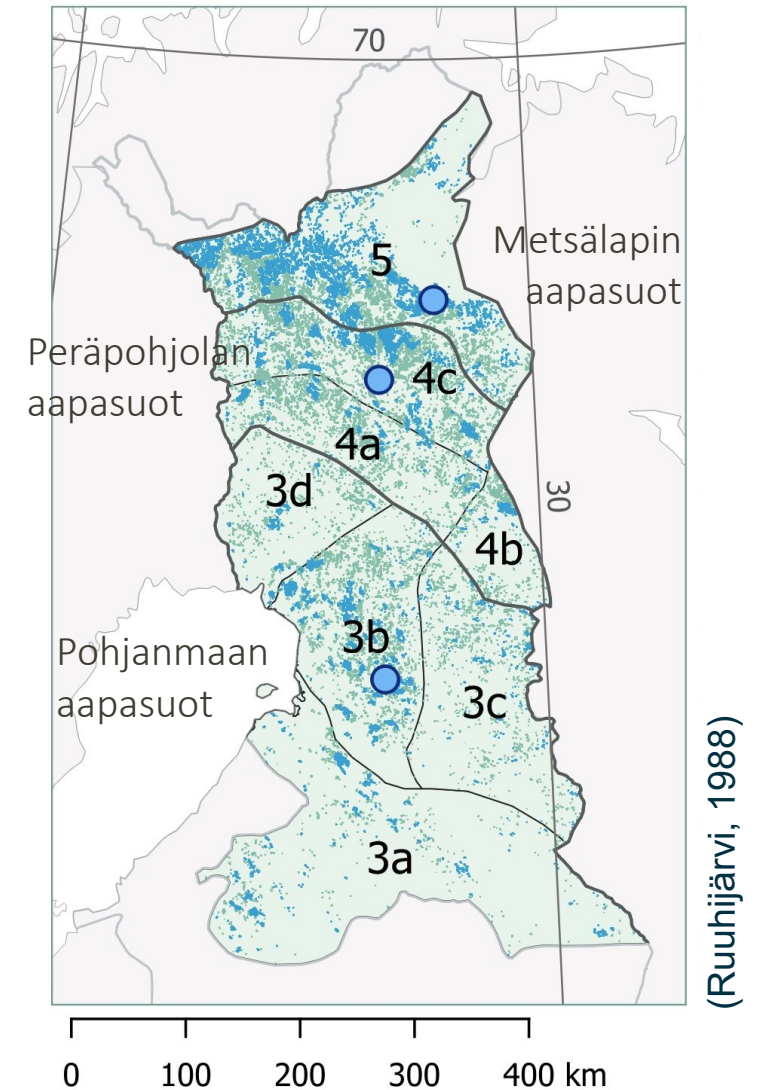 70
Metsälapin
aapasuot
5
Peräpohjolan
aapasuot
4c
4a
3d
30
4b
3b
Pohjanmaan
aapasuot
3c
3a
(Ruuhijärvi, 1988)
0 100 200 300 400 km